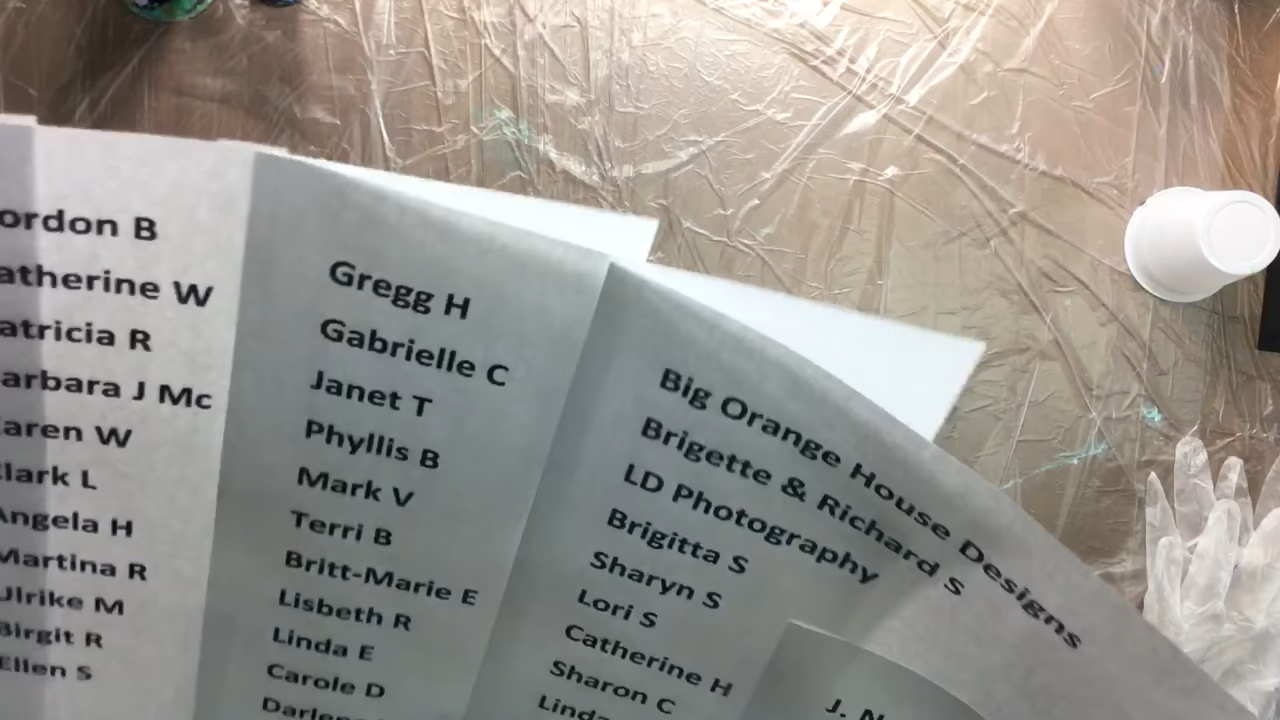 ordon B
atherine W
atricia R
arbara J Mc
aren W
lark L
Angela H
Martina R
Ulrike M
Birgit R
Ellen S
Gregg H
Gabrielle C
Janet T
Phyllis B
Mark V
Terri B
Britt-Marie E
Lisbeth R
Linda E
Carole D
Big Orange House Designs
Brigette & Richard S
LD Photography
Brigitta S
Sharyn S
Lori S
Catherine H
Sharon C
J.